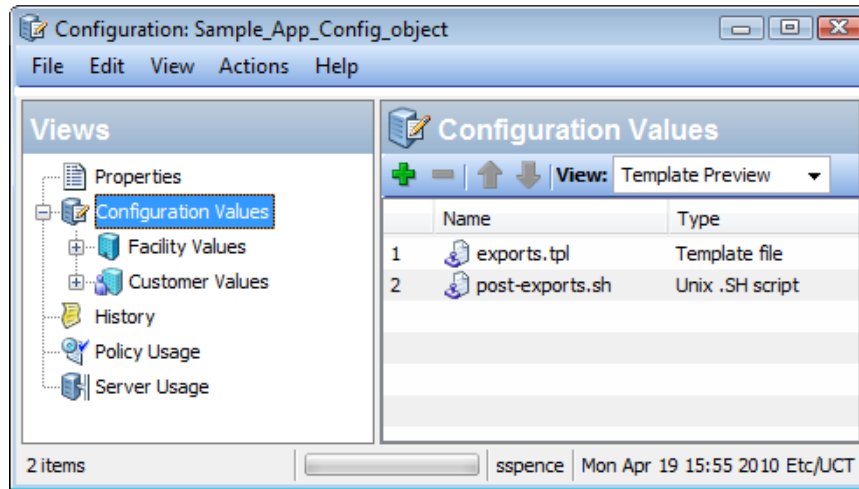 Configuration: Sample_App_Config_object
File Edit View Actions Help
Views
Properties
Configuration Values
Facility Values
Customer Values
History
Policy Usage
Server Usage
Configuration Values
View: Template Preview
Name Type
1 exports.tpl Template file
2 post-exports.sh Unix .SH script
2 items sspence Mon Apr 19 15:55 2010 Etc/UCT